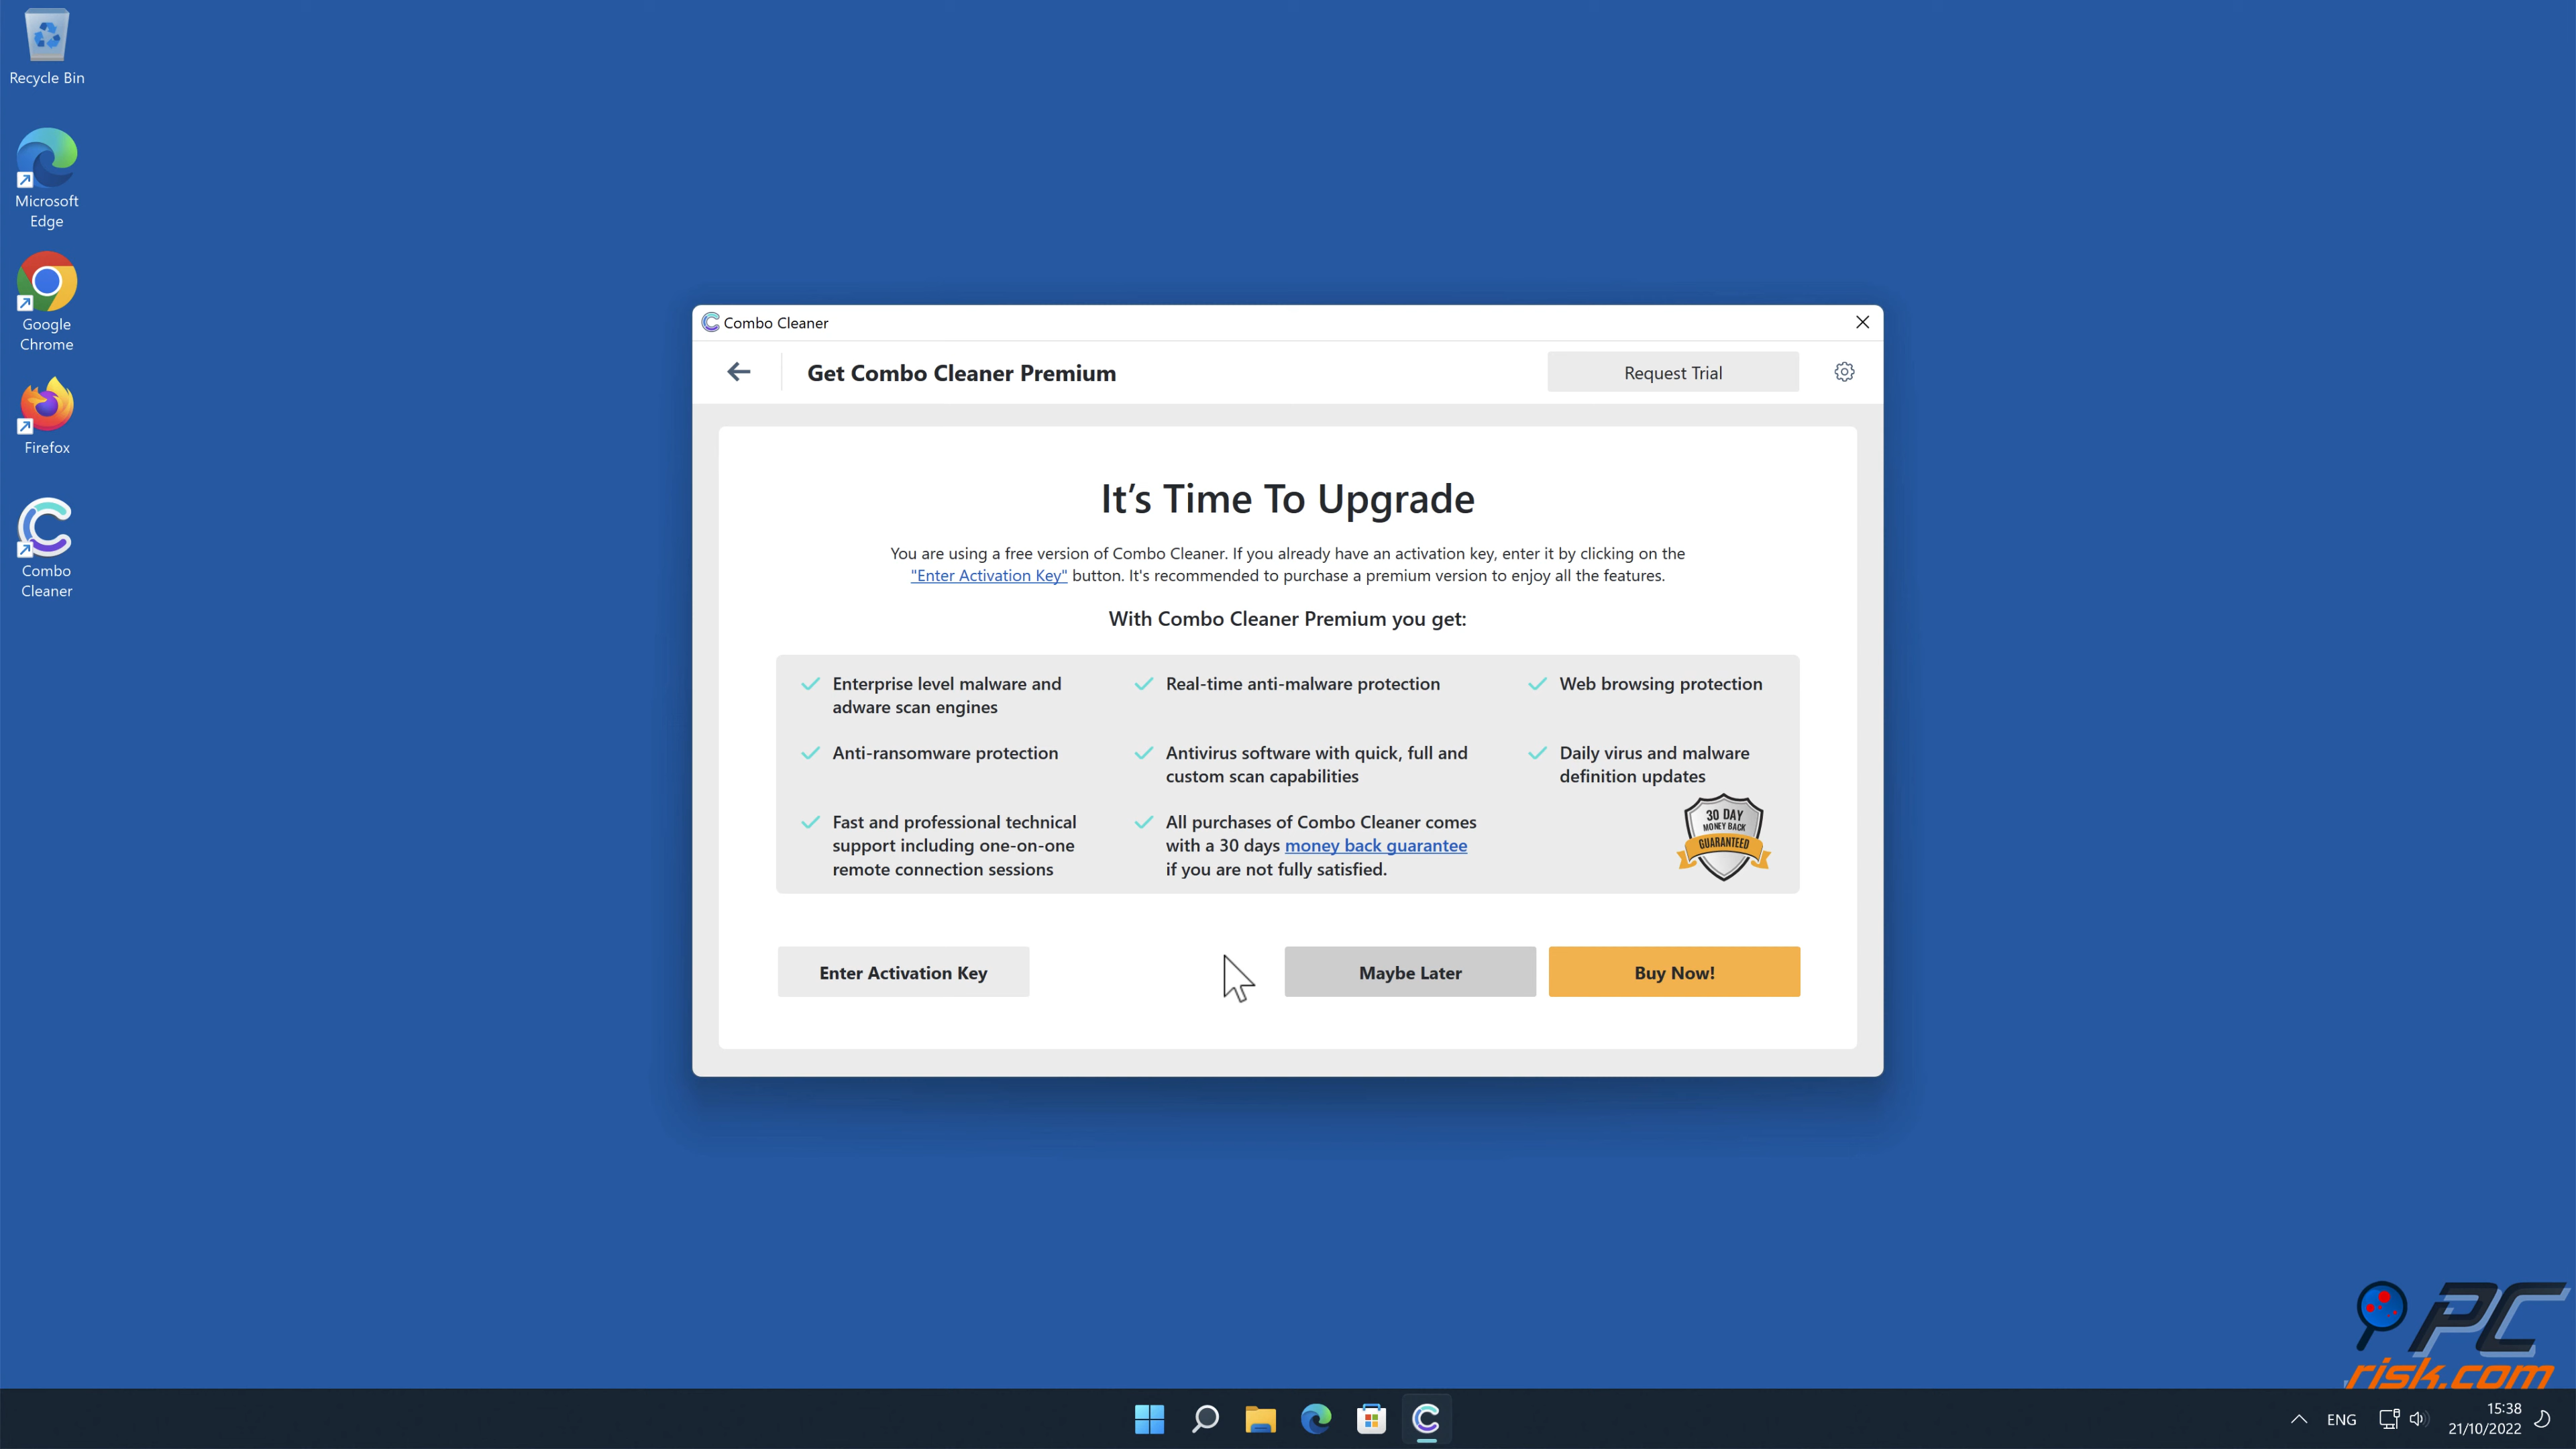 Recycle Bin
Microsoft
Edge
Google
Chrome
Firefox
Combo
Cleaner
Combo Cleaner
Get Combo Cleaner Premium
Request Trial
It’s Time To Upgrade
You are using a free version of Combo Cleaner. If you already have an activation key, enter it by clicking on the
"Enter Activation Key" button. It's recommended to purchase a premium version to enjoy all the features.
With Combo Cleaner Premium you get:
Enterprise level malware and
adware scan engines
Real-time anti-malware protection
Web browsing protection
Anti-ransomware protection
Antivirus software with quick, full and
custom scan capabilities
Daily virus and malware
definition updates
Fast and professional technical
support including one-on-one
remote connection sessions
All purchases of Combo Cleaner comes
with a 30 days money back guarantee
if you are not fully satisfied.
30 DAY
MONEY BACK
GUARANTEED
Enter Activation Key
Maybe Later
Buy Now!
PC
risk.com
ENG
15:38
21/10/2022